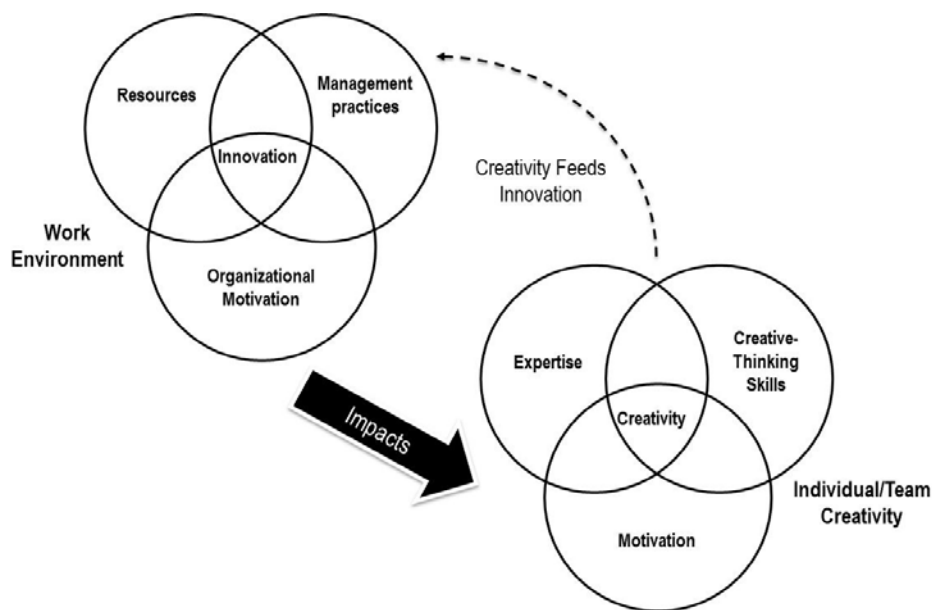 Resources
Management
practices
Innovation
Work
Environment
Organizational
Motivation
Creativity Feeds
Innovation
Impacts
Expertise
Creative-
Thinking
Skills
Creativity
Individual/Team
Creativity
Motivation